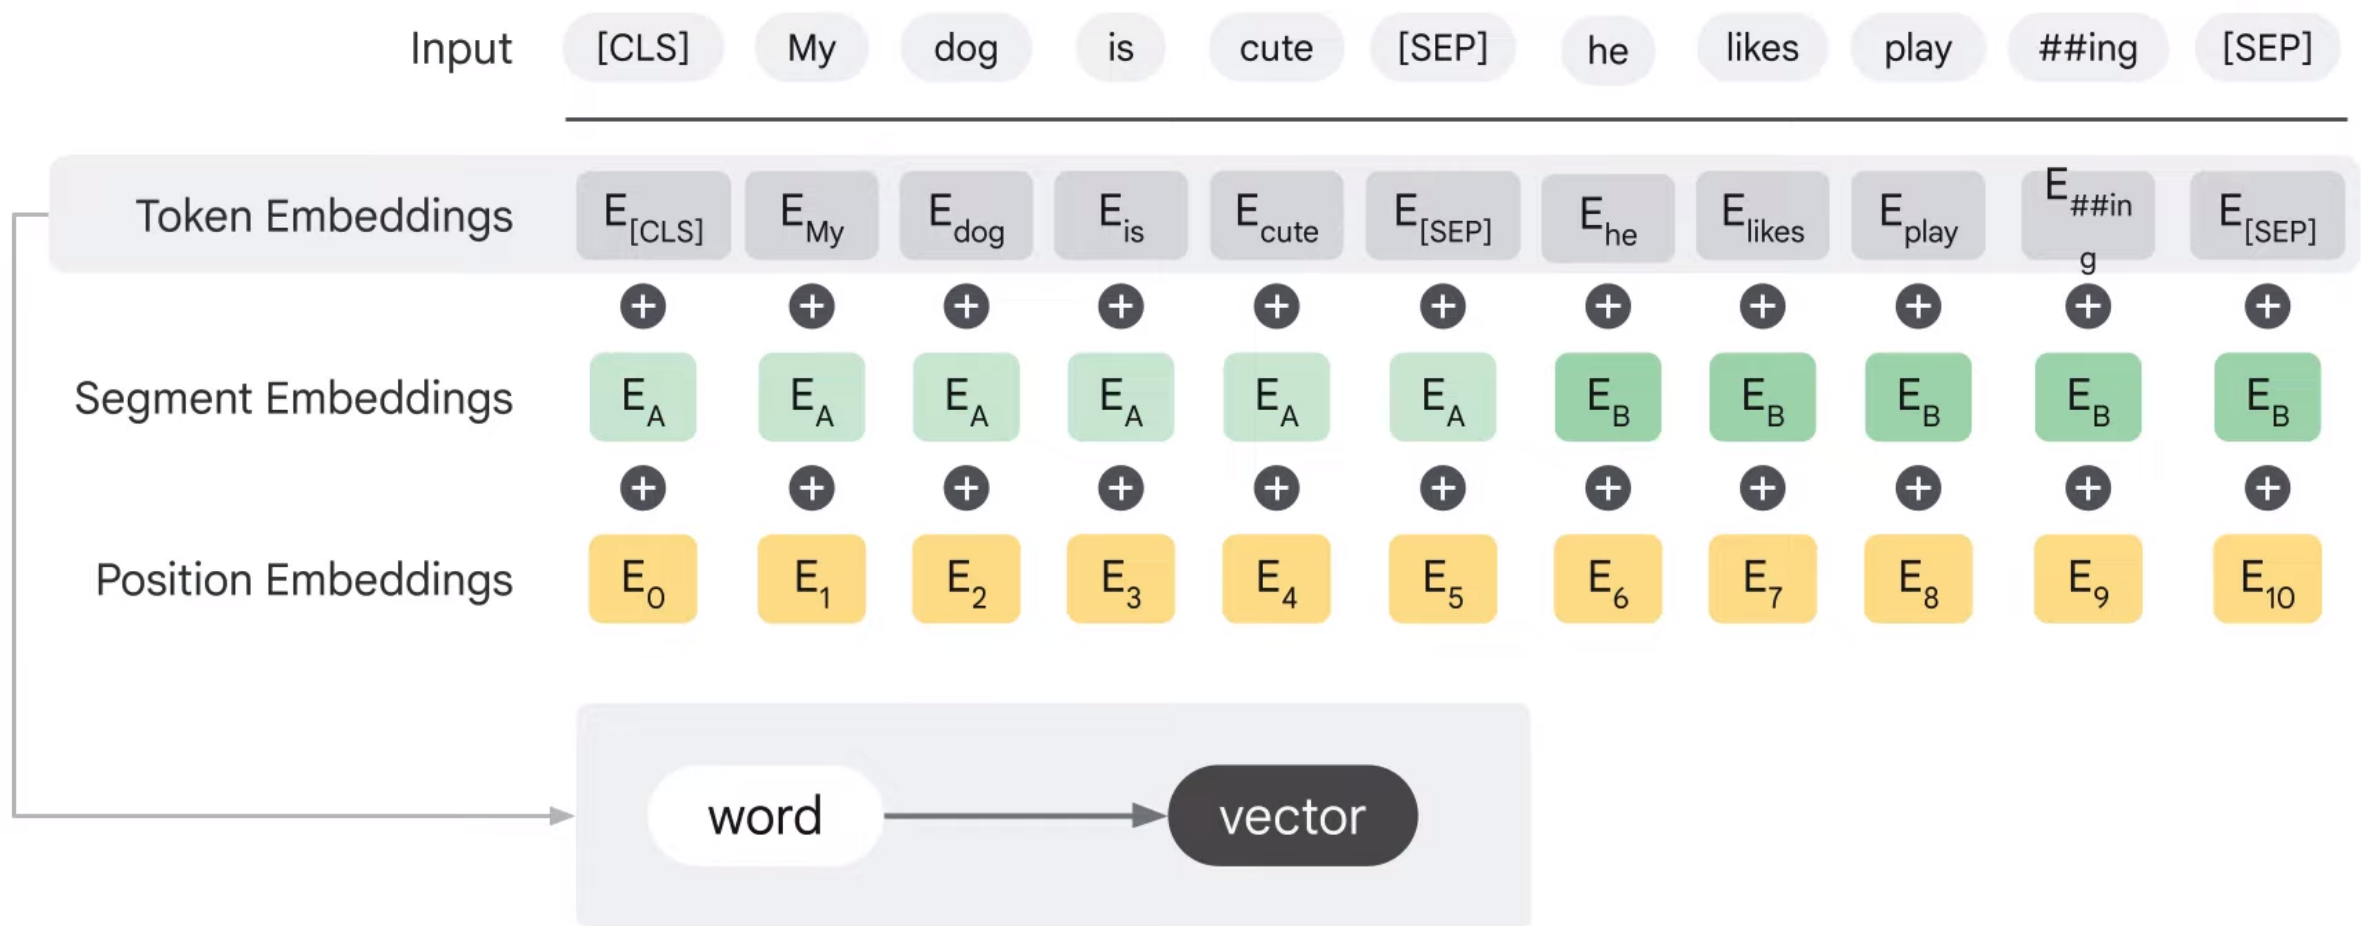 Input [CLS] My dog is cute [SEP] he likes play ##ing [SEP]
Token Embeddings E[CLS] EMy Edog Eis Ecute E[SEP] Ehe Elikes Eplay E##ing E[SEP]
+ + + + + + + + + + +
Segment Embeddings EA EA EA EA EA EA EB EB EB EB EB
+ + + + + + + + + + +
Position Embeddings E0 E1 E2 E3 E4 E5 E6 E7 E8 E9 E10
word vector